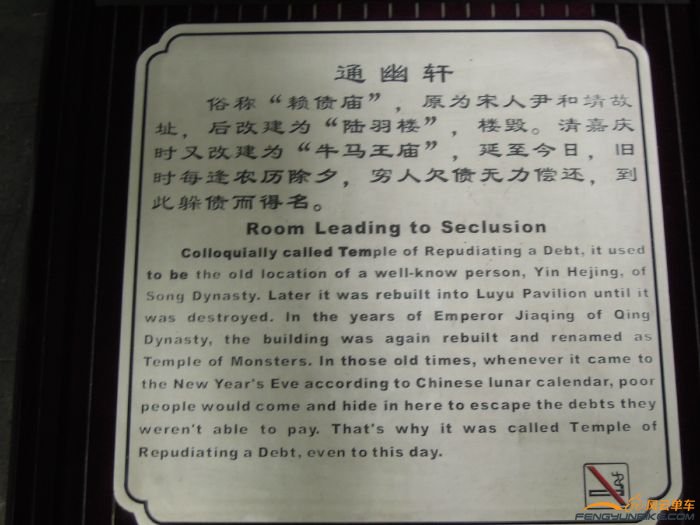 通幽轩
俗称“赖债庙”，原为宋人尹和靖故
址，后改建为“陆羽楼”，楼毁。清嘉庆
时又改建为“牛马王庙”，延至今日，旧
时每逢农历除夕，穷人欠债无力偿还，到
此躲债而得名。
Room Leading to Seclusion
Colloquially called Temple of Repudiating a Debt, it used
to be the old location of a well-know person, Yin Hejing, of
Song Dynasty. Later it was rebuilt into Luyu Pavilion until it
was destroyed. In the years of Emperor Jiaqing of Qing
Dynasty, the building was again rebuilt and renamed as
Temple of Monsters. In those old times, whenever it came to
the New Year's Eve according to Chinese lunar calendar, poor
people would come and hide in here to escape the debts they
weren't able to pay. That's why it was called Temple of
Repudiating a Debt, even to this day.
风云单车
FENGYUNBIKE.COM